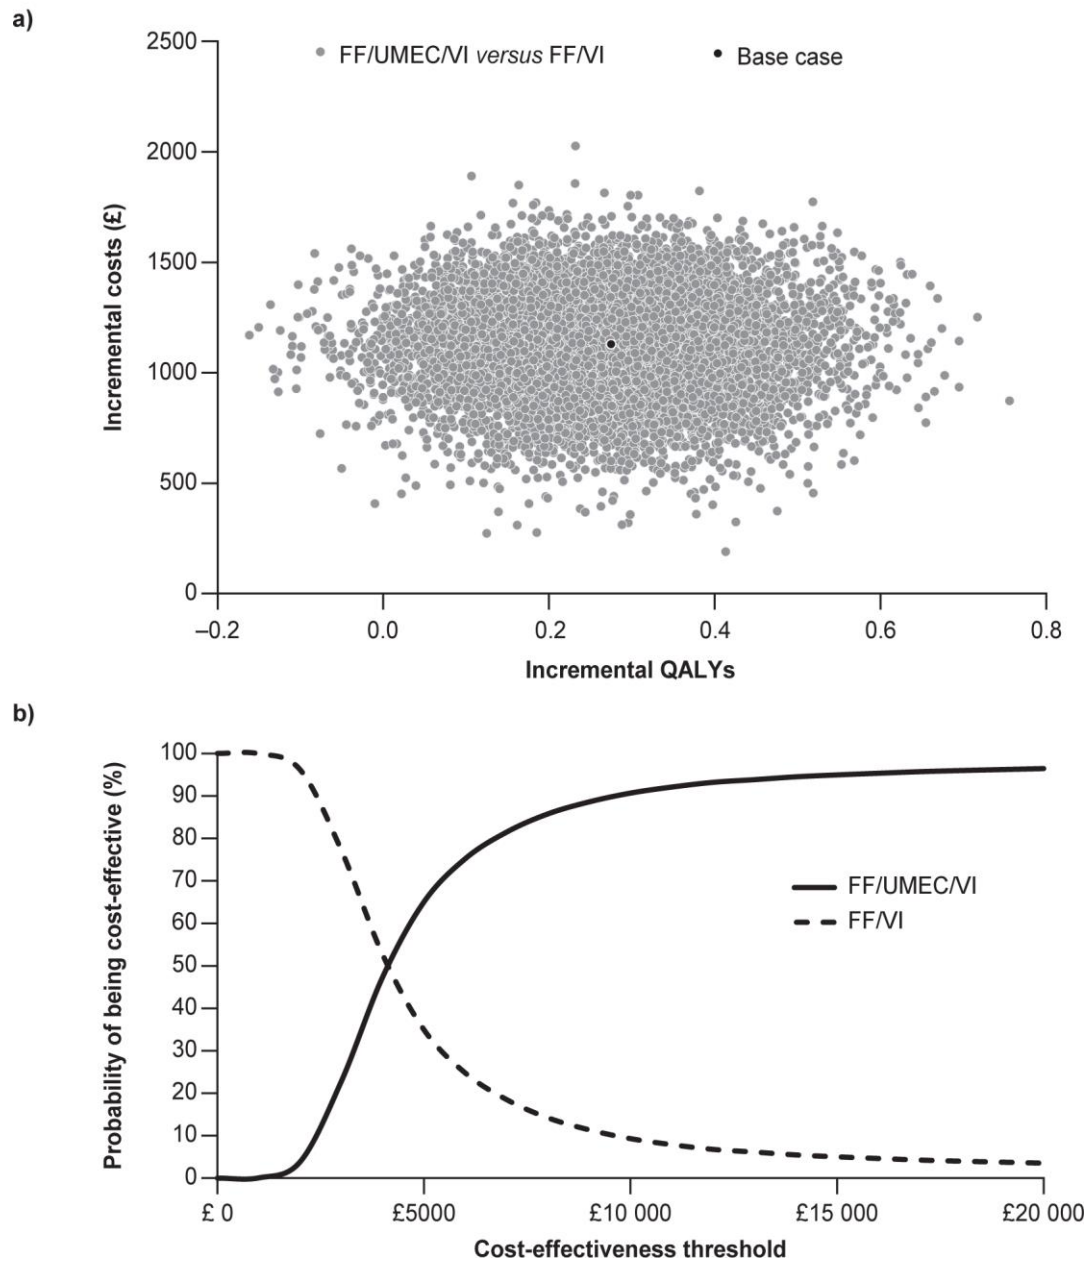 a)
2500
2000
1500
1000
500
0
Incremental costs (£)
FF/UMEC/VI versus FF/VI
Base case
–0.2 0.0 0.2 0.4 0.6 0.8
Incremental QALYs
b)
100
90
80
70
60
50
40
30
20
10
0
Probability of being cost-effective (%)
FF/UMEC/VI
FF/VI
£ 0 £5000 £10 000 £15 000 £20 000
Cost-effectiveness threshold